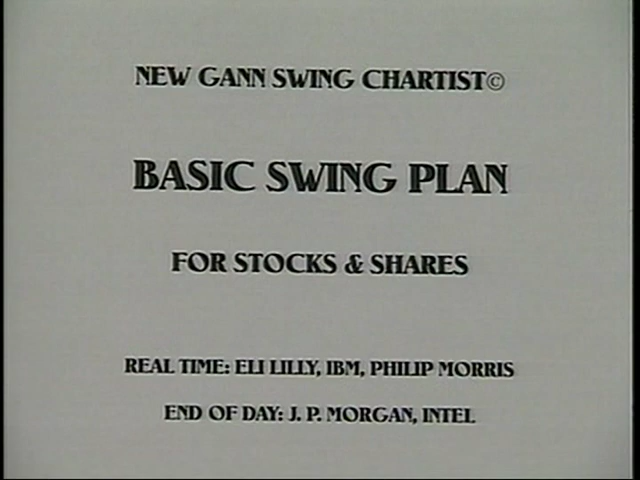 NEW GANN SWING CHARTIST©
BASIC SWING PLAN
FOR STOCKS & SHARES
REAL TIME: ELI LILLY, IBM, PHILIP MORRIS
END OF DAY: J. P. MORGAN, INTEL